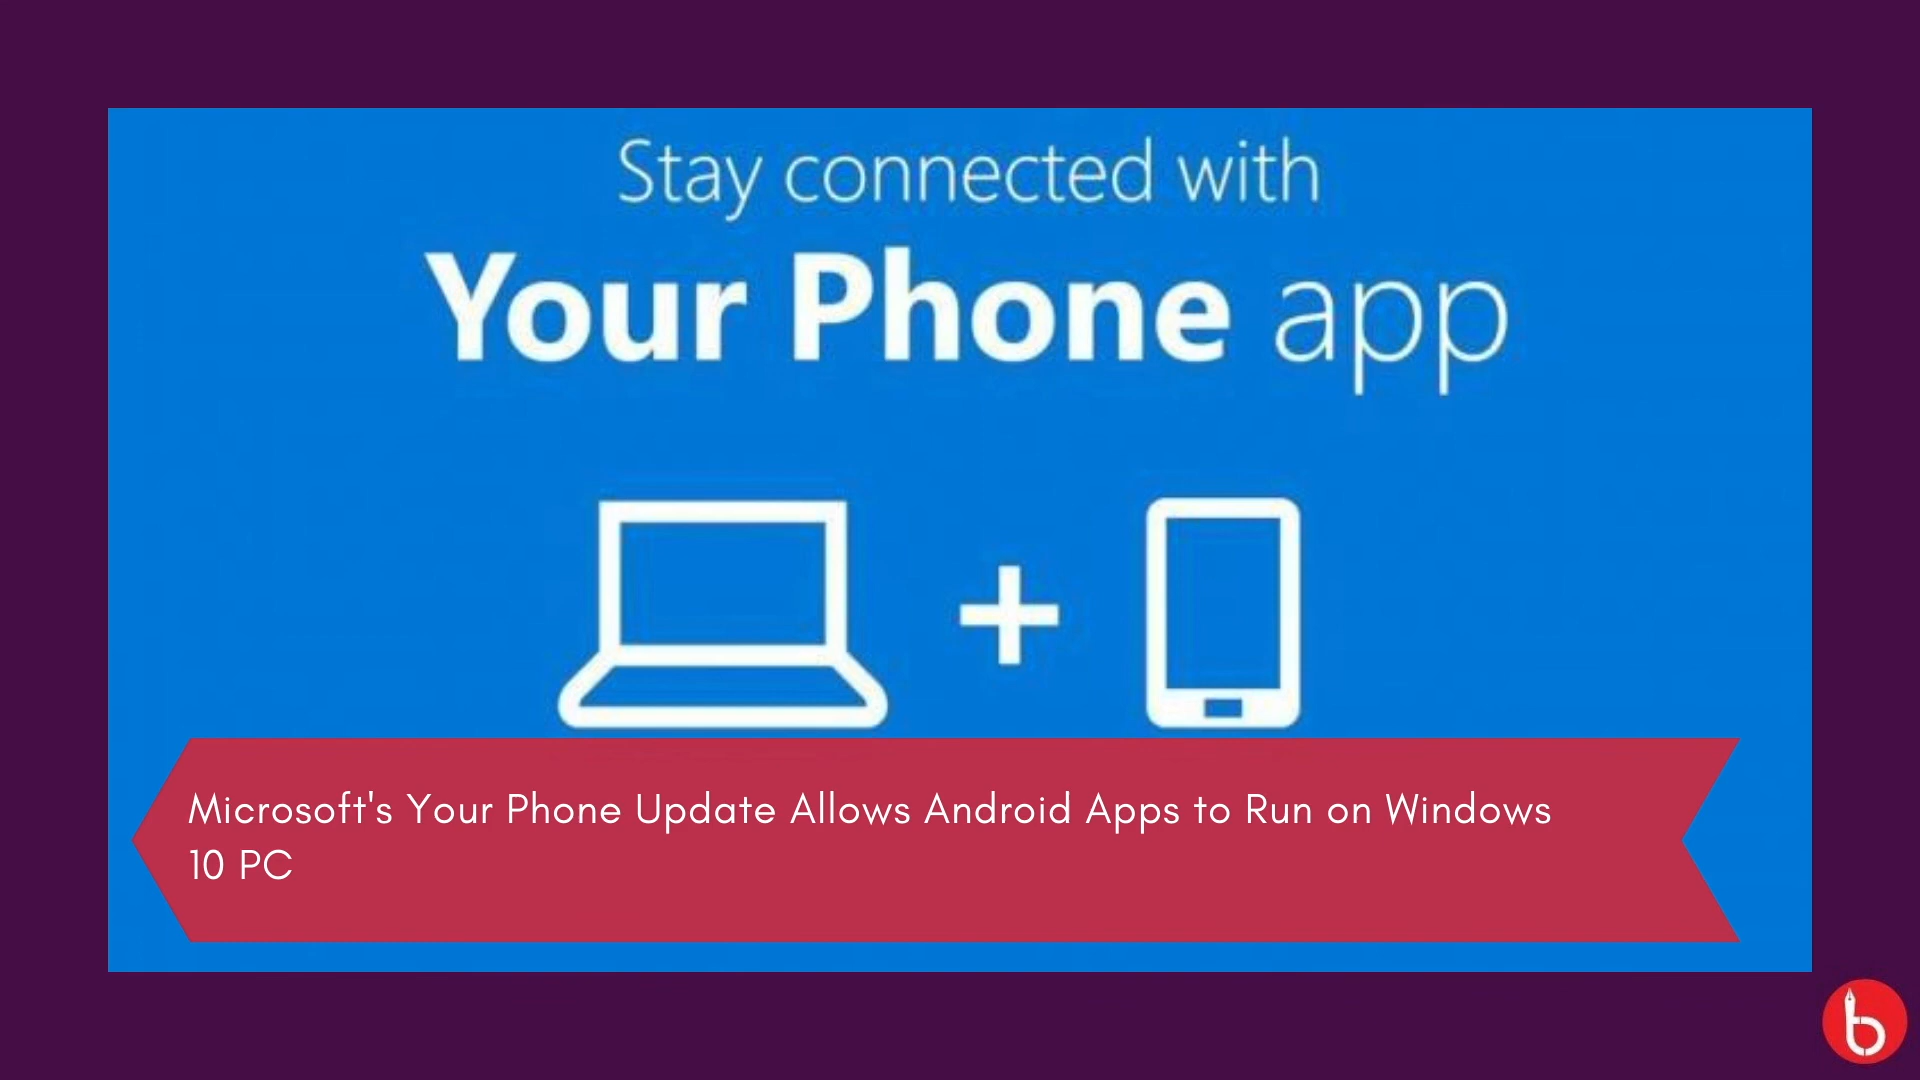 Stay connected with
Your Phone app
Microsoft's Your Phone Update Allows Android Apps to Run on Windows
10 PC
b